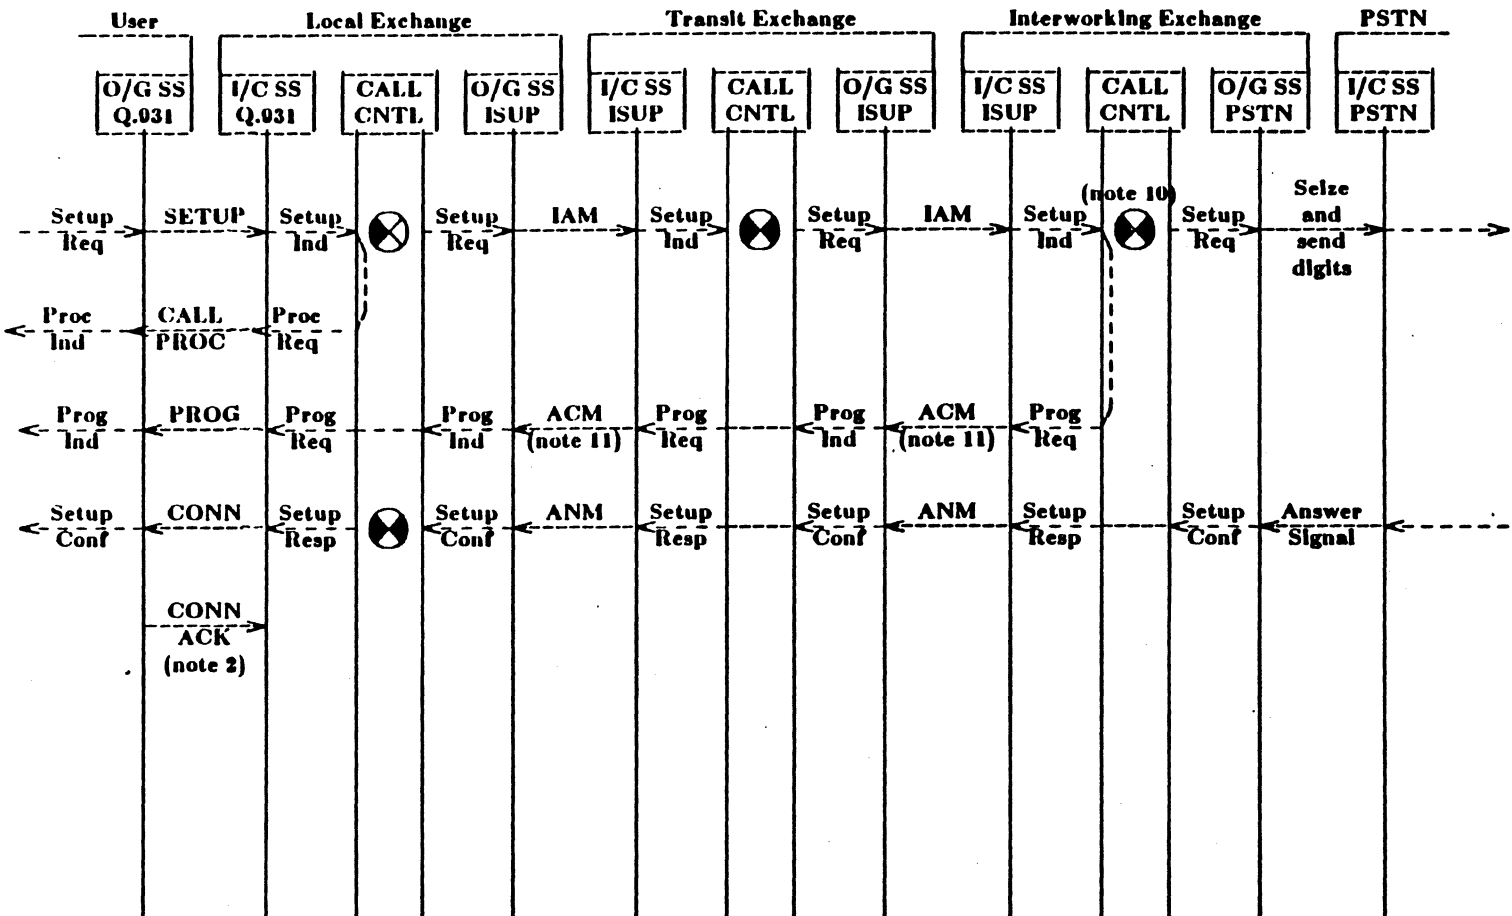 User Local Exchange Transit Exchange Interworking Exchange PSTN
O/G SS I/C SS CALL O/G SS I/C SS CALL O/G SS I/C SS CALL O/G SS I/C SS
Q.931 Q.931 CNTL ISUP ISUP CNTL ISUP ISUP CNTL PSTN PSTN
(note 10) Seize
Setup SETUP Setup Setup IAM Setup Setup IAM Setup Setup and
Req Ind Req Ind Req Ind Req send
digits
Proc CALL Proc
Ind PROC Req
Prog PROG Prog Prog ACM Prog Prog ACM Prog
Ind Req Ind (note 11) Req Ind (note 11) Req
Setup CONN Setup Setup ANM Setup Setup ANM Setup Setup Answer
Conf Resp Conf Resp Conf Resp Conf Signal
CONN
ACK
(note 2)